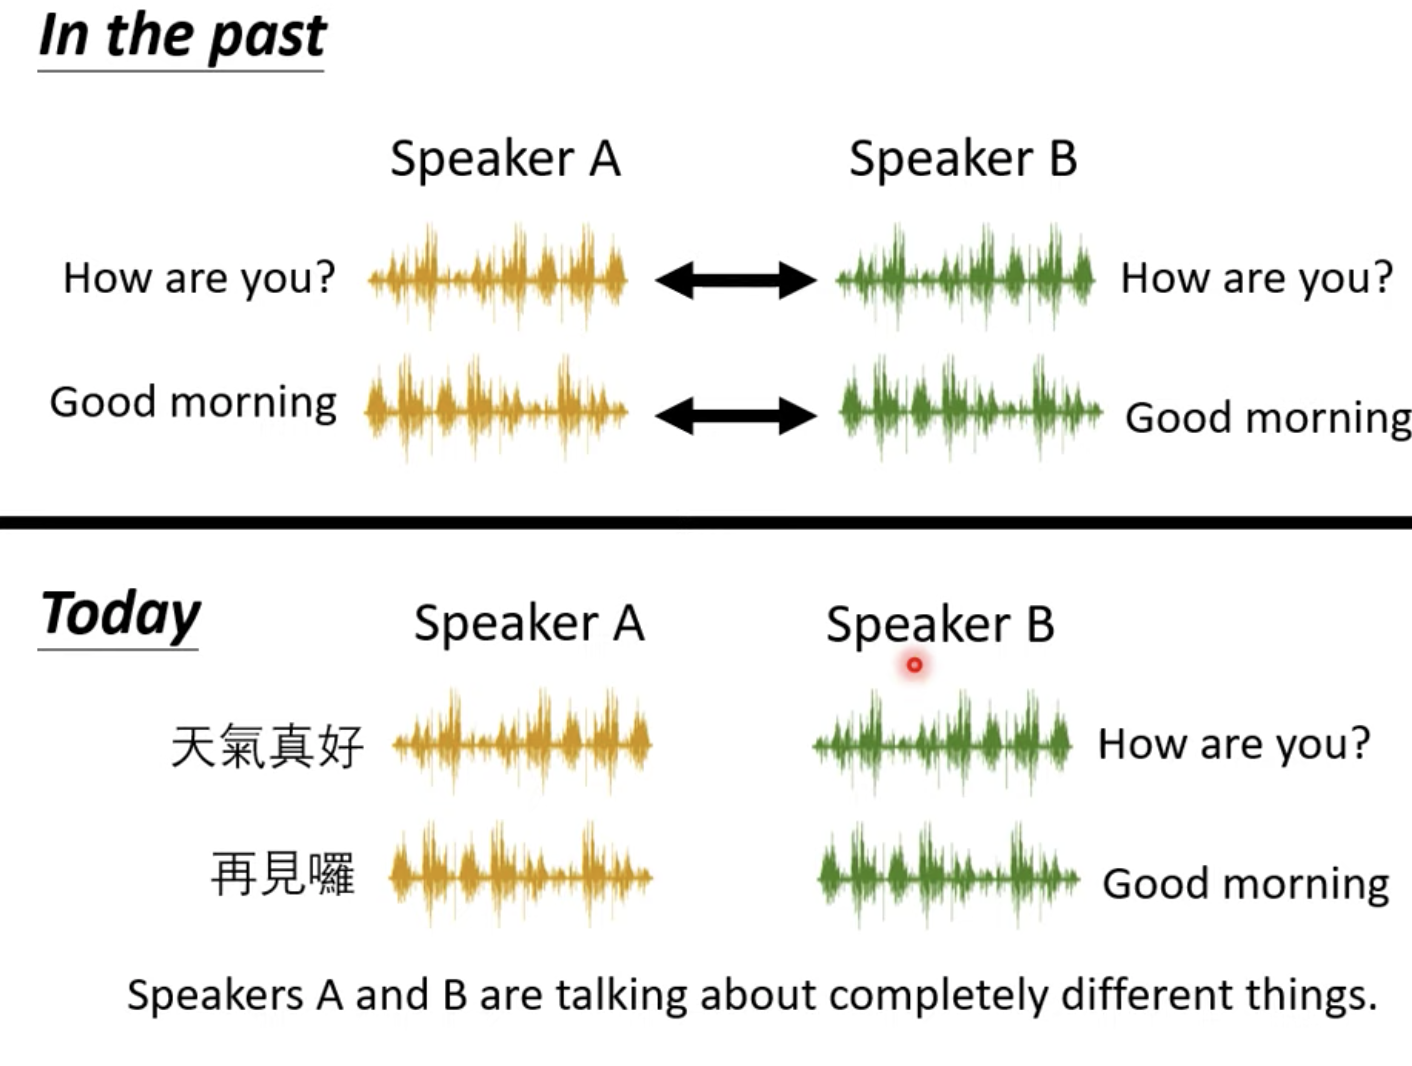 In the past
Speaker A Speaker B
How are you? How are you?
Good morning Good morning
Today
Speaker A Speaker B
天氣真好 How are you?
再見囉 Good morning
Speakers A and B are talking about completely different things.